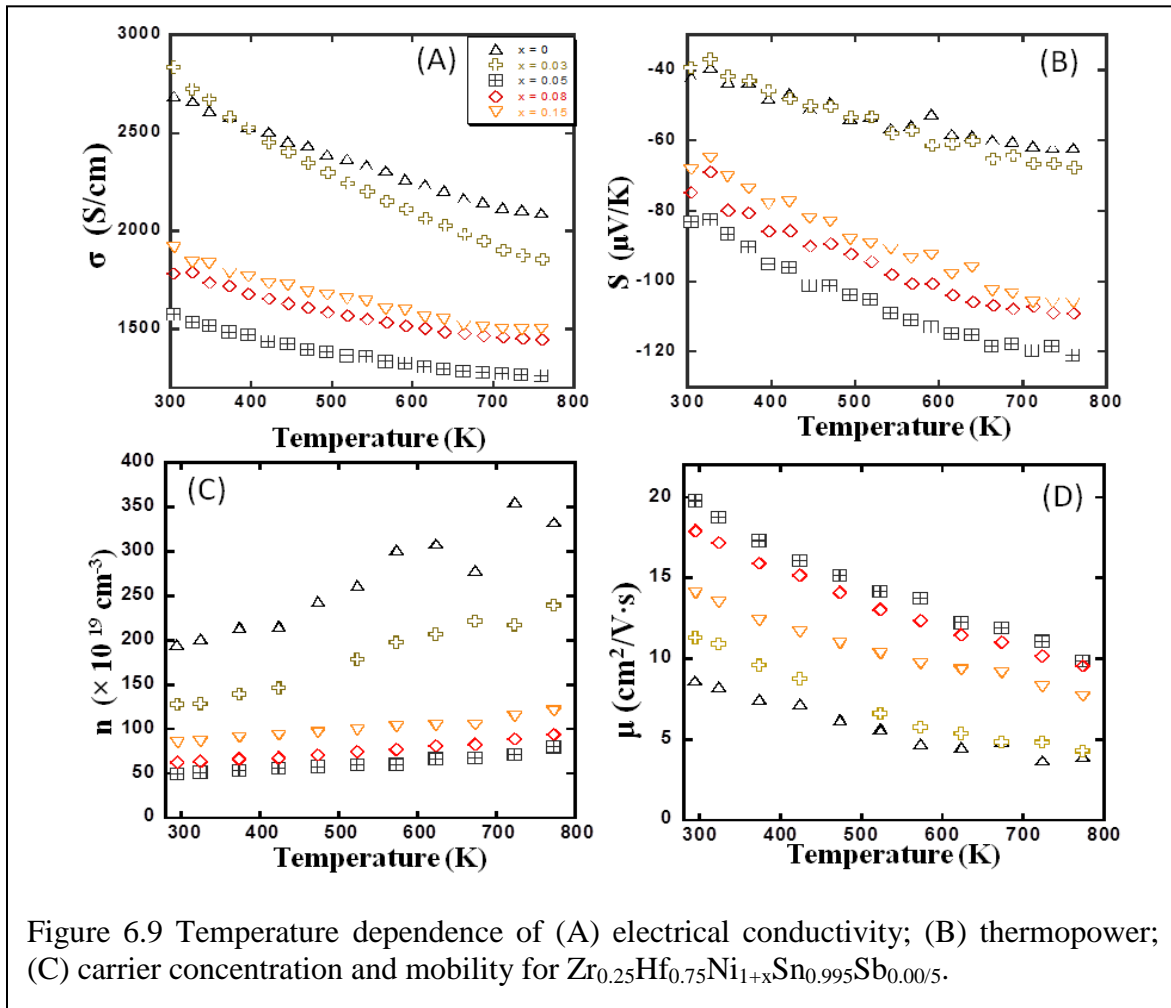 (A)
x = 0
x = 0.03
x = 0.05
x = 0.08
x = 0.15
3000
2500
2000
1500
σ (S/cm)
300 400 500 600 700 800
Temperature (K)
(B)
-40
-60
-80
-100
-120
S (µV/K)
300 400 500 600 700 800
Temperature (K)
(C)
400
350
300
250
200
150
100
50
0
n (× 10 19 cm-3)
300 400 500 600 700 800
Temperature (K)
(D)
20
15
10
5
0
µ (cm2/V·s)
300 400 500 600 700 800
Temperature (K)
Figure 6.9 Temperature dependence of (A) electrical conductivity; (B) thermopower;
(C) carrier concentration and mobility for Zr0.25Hf0.75Ni1+xSn0.995Sb0.00/5.